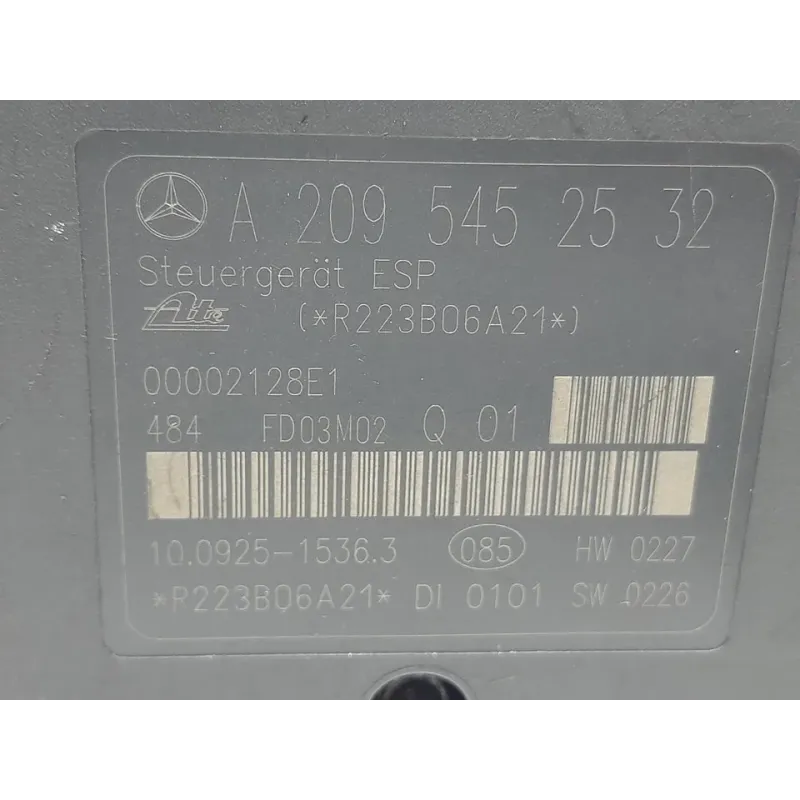 A 209 545 25 32
Steuergerät ESP
Ate (*R223B06A21*)
00002128E1
484 FD03M02 Q 01
10.0925-1536.3 085 HW 0227
*R223B06A21* DI 0101 SW 0226